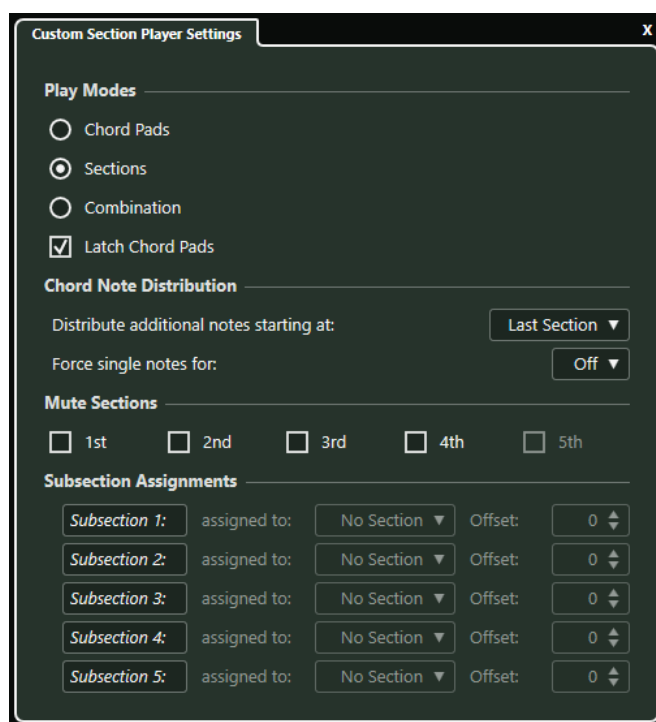 Custom Section Player Settings X
Play Modes
Chord Pads
Sections
Combination
Latch Chord Pads
Chord Note Distribution
Distribute additional notes starting at: Last Section
Force single notes for: Off
Mute Sections
1st 2nd 3rd 4th 5th
Subsection Assignments
Subsection 1: assigned to: No Section Offset: 0
Subsection 2: assigned to: No Section Offset: 0
Subsection 3: assigned to: No Section Offset: 0
Subsection 4: assigned to: No Section Offset: 0
Subsection 5: assigned to: No Section Offset: 0